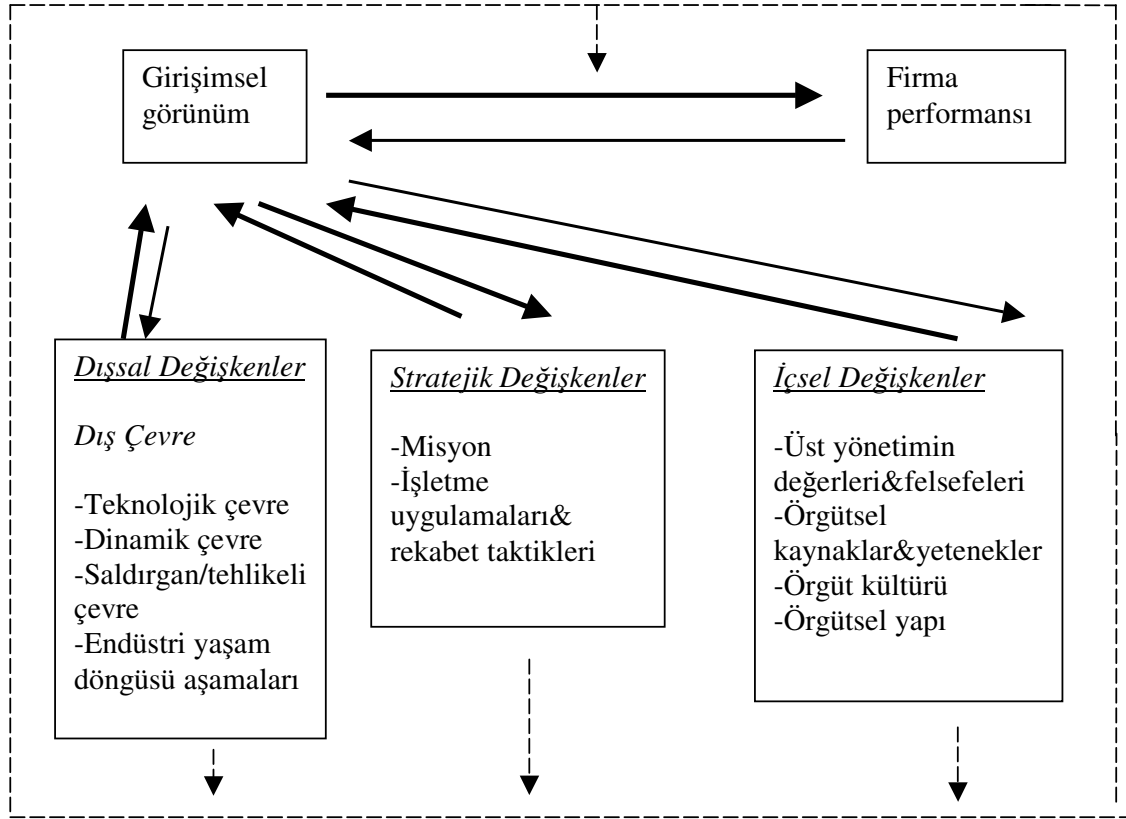 Girişimsel
görünüm
Firma
performansı
Dışsal Değişkenler
Dış Çevre
-Teknolojik çevre
-Dinamik çevre
-Saldırgan/tehlikeli
çevre
-Endüstri yaşam
döngüsü aşamaları
Stratejik Değişkenler
-Misyon
-İşletme
uygulamaları&
rekabet taktikleri
İçsel Değişkenler
-Üst yönetimin
değerleri&felsefeleri
-Örgütsel
kaynaklar&yetenekler
-Örgüt kültürü
-Örgütsel yapı